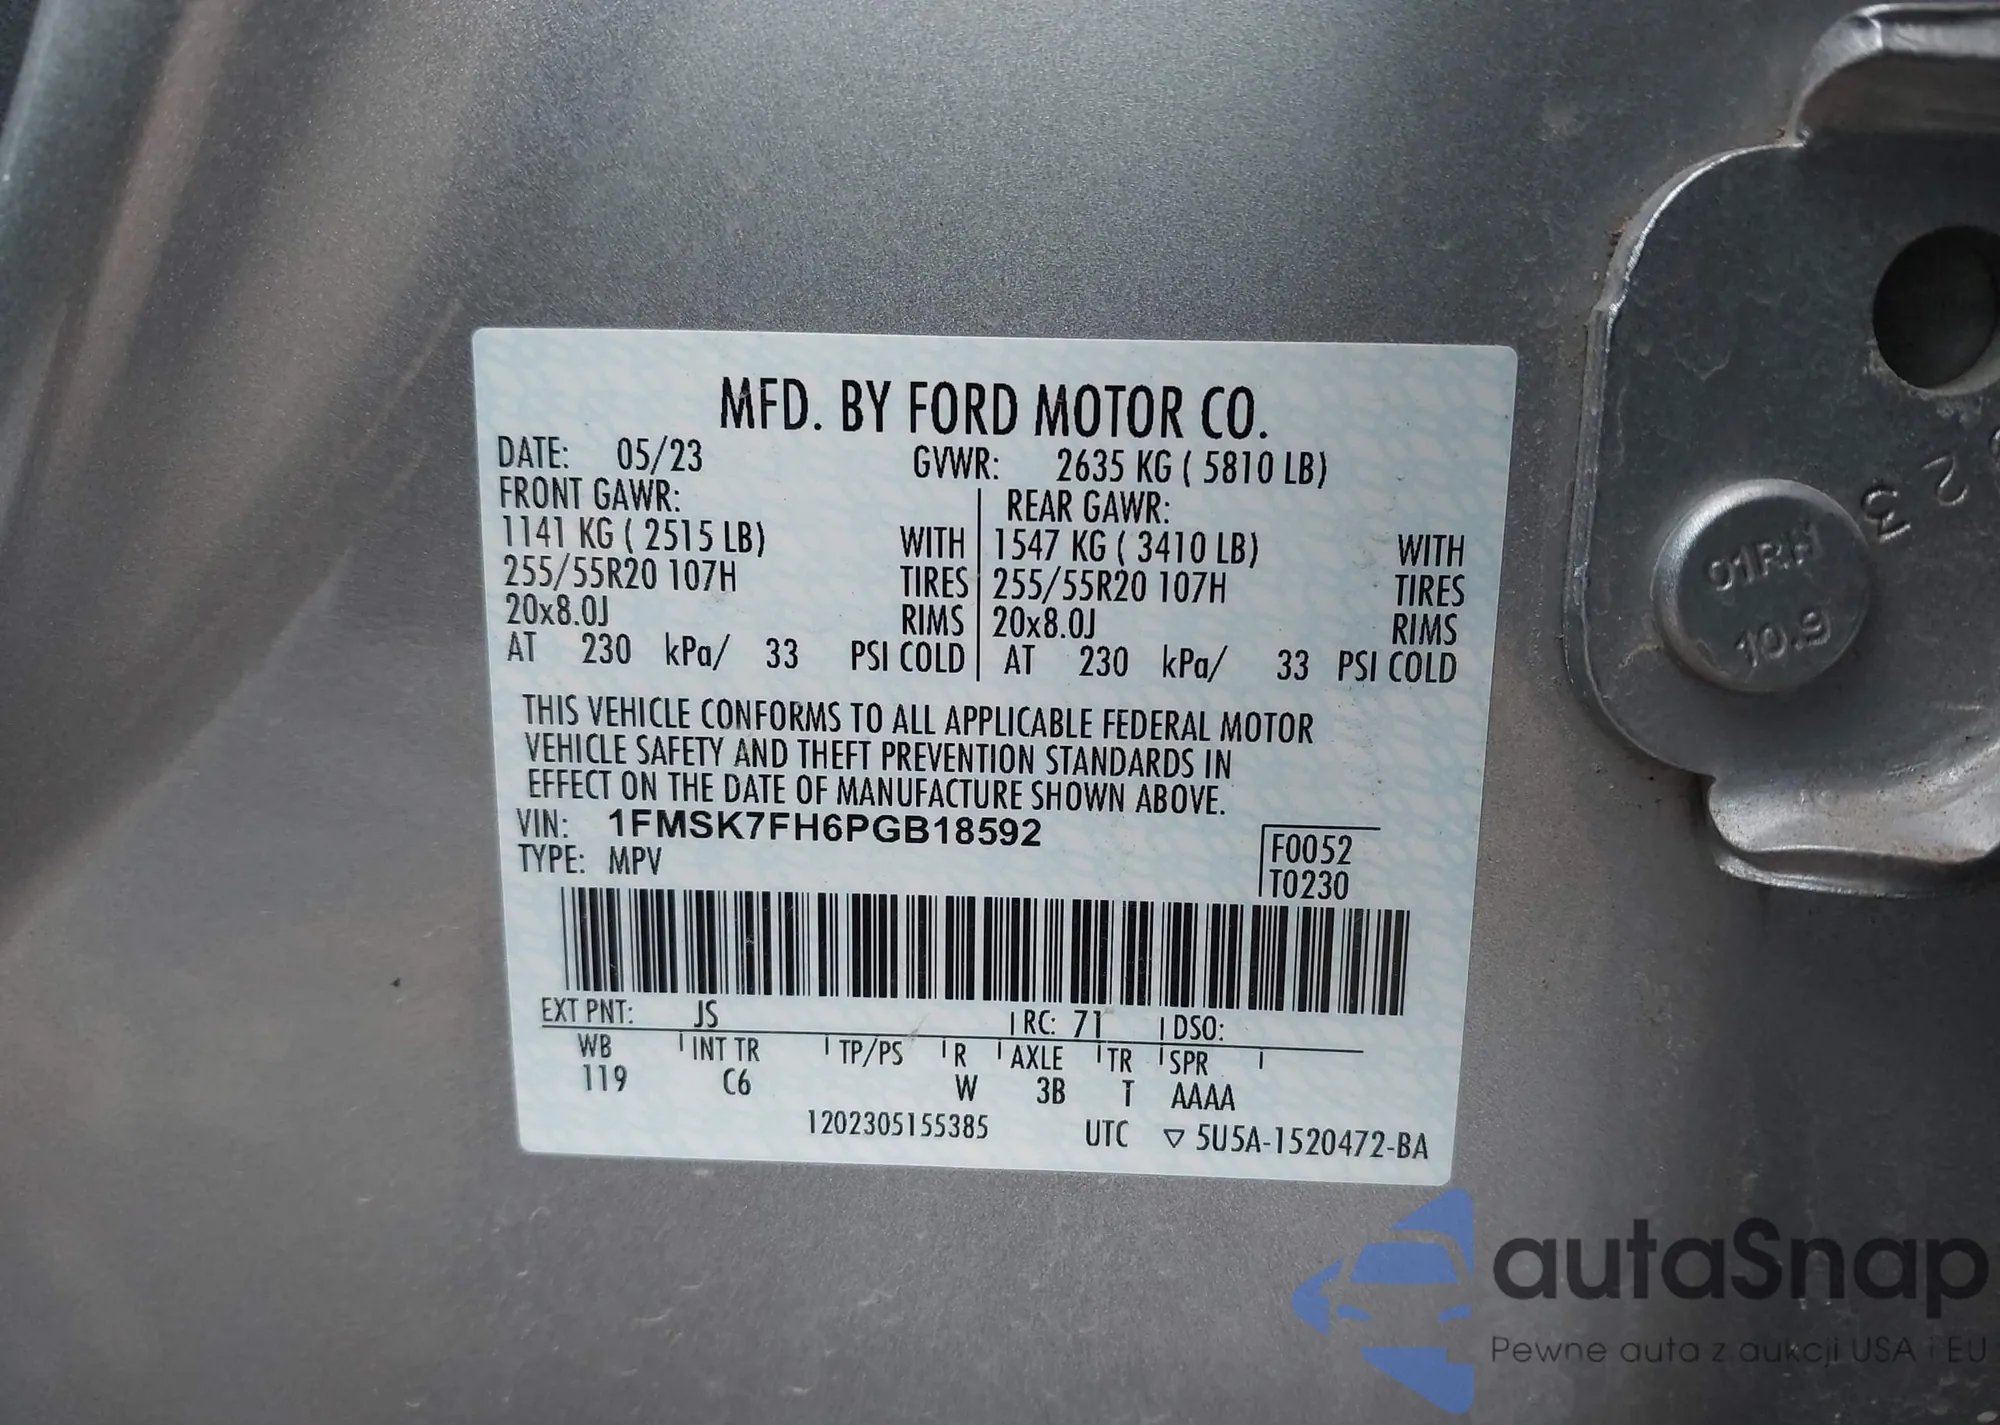 MFD. BY FORD MOTOR CO.
DATE: 05/23 GVWR: 2635 KG ( 5810 LB)
FRONT GAWR: REAR GAWR:
1141 KG ( 2515 LB) WITH 1547 KG ( 3410 LB) WITH
255/55R20 107H TIRES 255/55R20 107H TIRES
20x8.0J RIMS 20x8.0J RIMS
AT 230 kPa/ 33 PSI COLD AT 230 kPa/ 33 PSI COLD
THIS VEHICLE CONFORMS TO ALL APPLICABLE FEDERAL MOTOR
VEHICLE SAFETY AND THEFT PREVENTION STANDARDS IN
EFFECT ON THE DATE OF MANUFACTURE SHOWN ABOVE.
VIN: 1FMSK7FH6PGB18592
TYPE: MPV
F0052
T0230
EXT PNT: JS RC: 71 DSO:
WB INT TR TP/PS R AXLE TR SPR
119 C6 W 3B T AAAA
1202305155385 UTC ▽ 5U5A-1520472-BA
10.9
autaSnap
Pewne auta z aukcji USA i EU